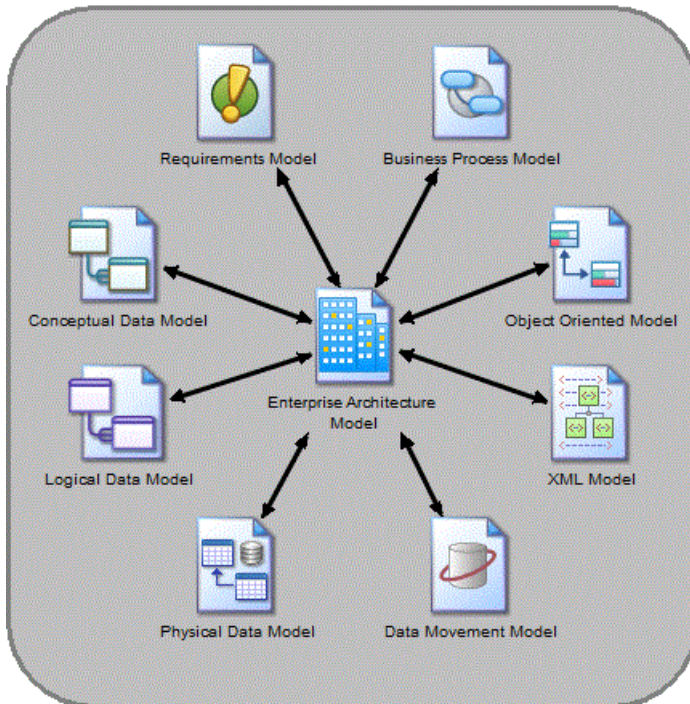 Requirements Model
Business Process Model
Conceptual Data Model
Object Oriented Model
Enterprise Architecture
Model
Logical Data Model
XML Model
Physical Data Model
Data Movement Model